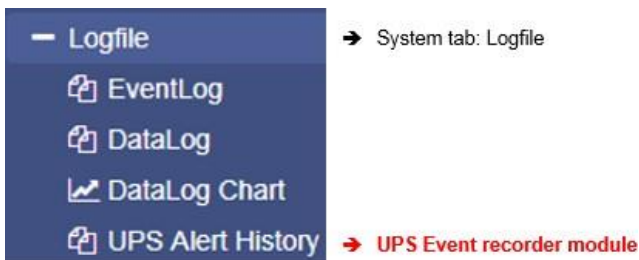 Logfile ➔ System tab: Logfile
EventLog
DataLog
DataLog Chart
UPS Alert History ➔ UPS Event recorder module